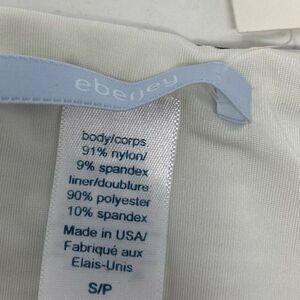 eberjey
body/corps
91% nylon/
9% spandex
liner/doublure:
90% polyester
10% spandex
Made in USA/
Fabriqué aux
Elais-Unis
S/P